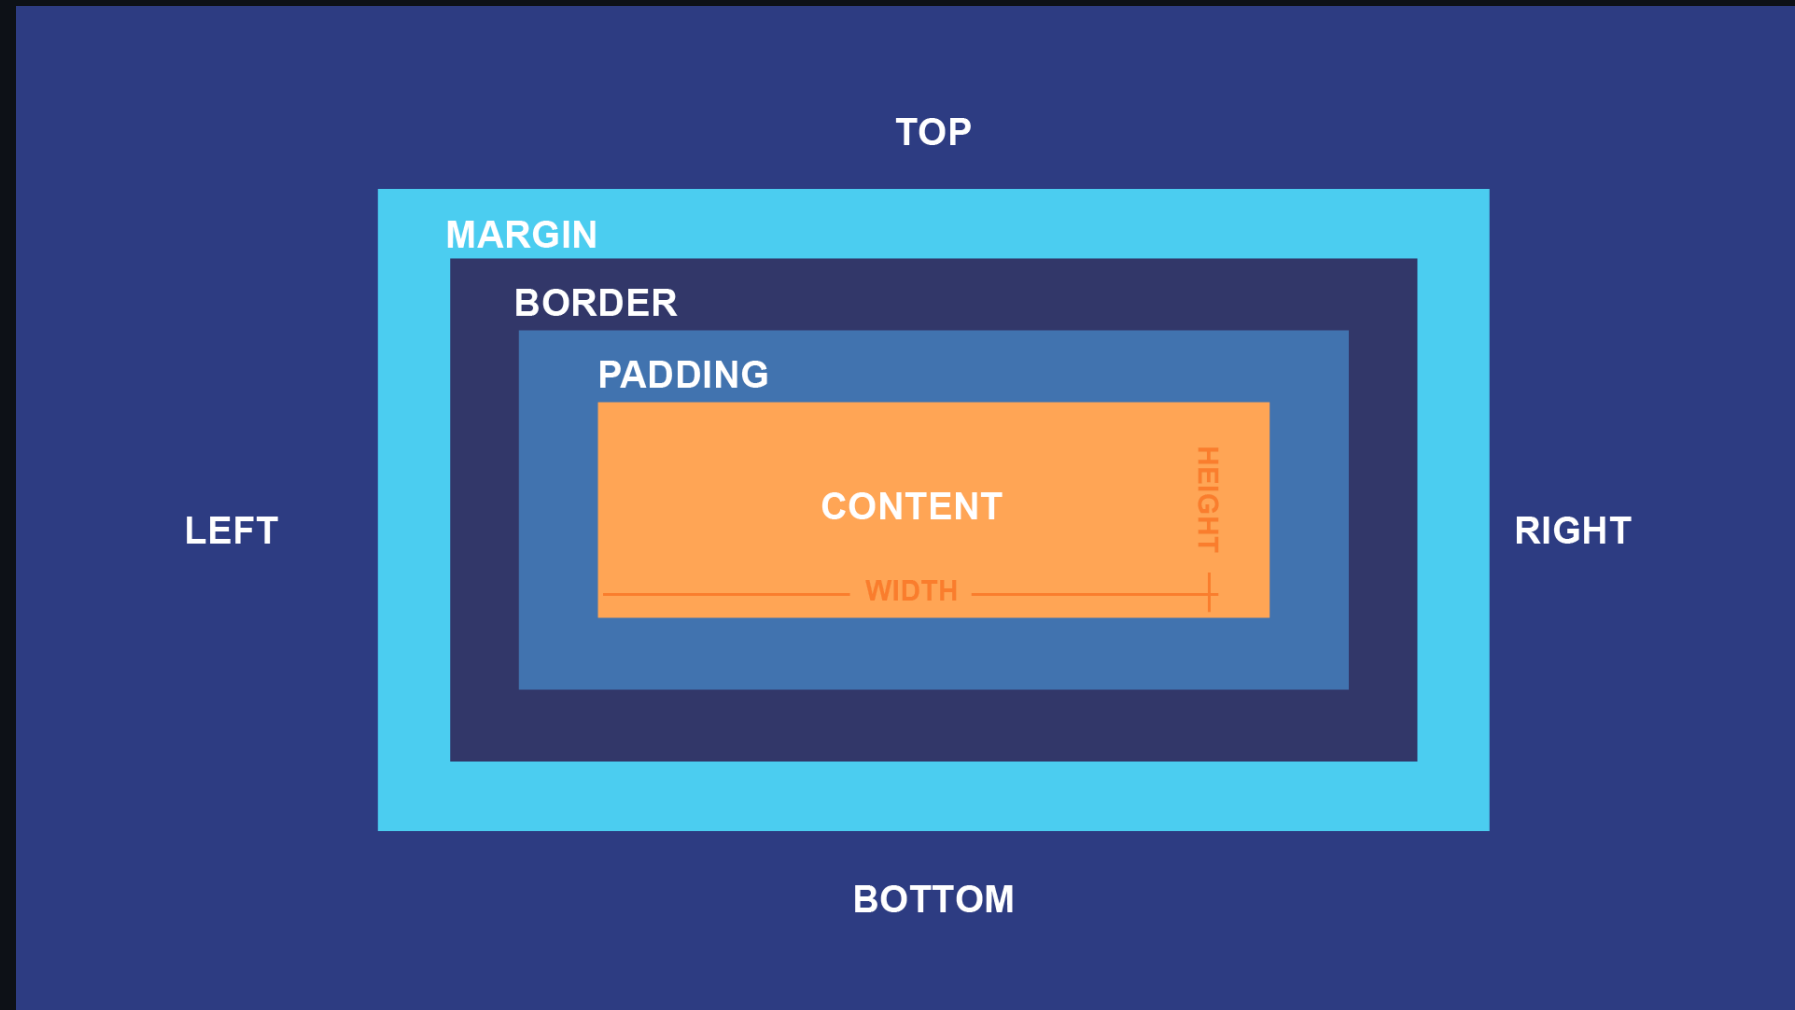 TOP
MARGIN
BORDER
PADDING
CONTENT
HEIGHT
LEFT
RIGHT
WIDTH
BOTTOM